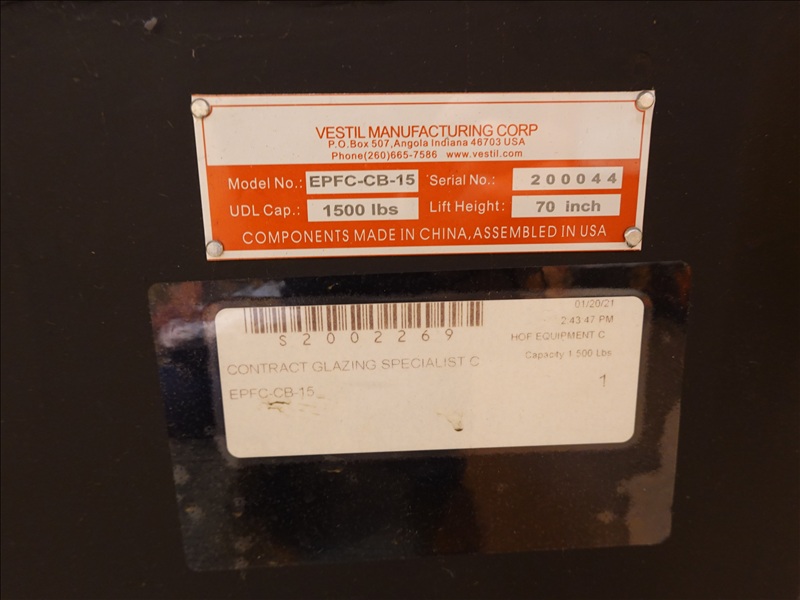 VESTIL MANUFACTURING CORP
P.O.Box 507,Angola Indiana 46703 USA
Phone(260)665-7586 www.vestil.com
Model No.: EPFC-CB-15 Serial No.: 200044
UDL Cap.: 1500 lbs Lift Height: 70 inch
COMPONENTS MADE IN CHINA,ASSEMBLED IN USA
01/20/21
2:43:47 PM
S2002269
HOF EQUIPMENT C
CONTRACT GLAZING SPECIALIST C
Capacity 1,500 Lbs
EPFC-CB-15
1